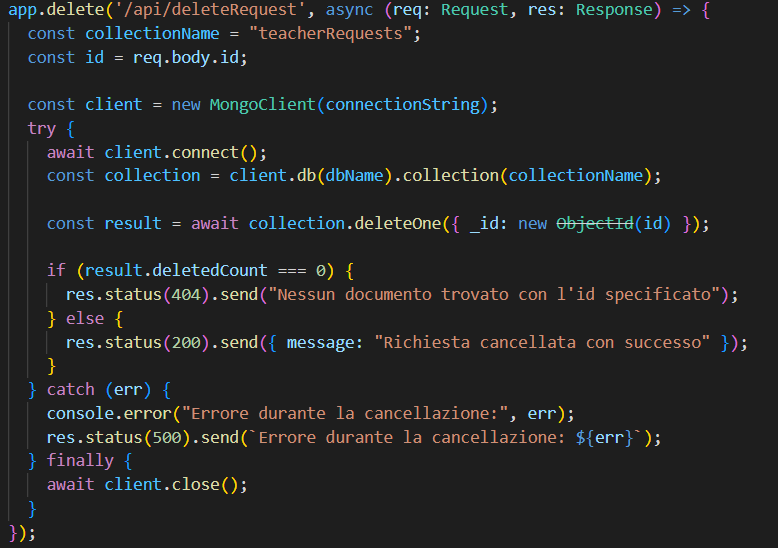 app.delete('/api/deleteRequest', async (req: Request, res: Response) => {
  const collectionName = "teacherRequests";
  const id = req.body.id;

  const client = new MongoClient(connectionString);
  try {
    await client.connect();
    const collection = client.db(dbName).collection(collectionName);

    const result = await collection.deleteOne({ _id: new ObjectId(id) });

    if (result.deletedCount === 0) {
      res.status(404).send("Nessun documento trovato con l'id specificato");
    } else {
      res.status(200).send({ message: "Richiesta cancellata con successo" });
    }
  } catch (err) {
    console.error("Errore durante la cancellazione:", err);
    res.status(500).send(`Errore durante la cancellazione: ${err}`);
  } finally {
    await client.close();
  }
});